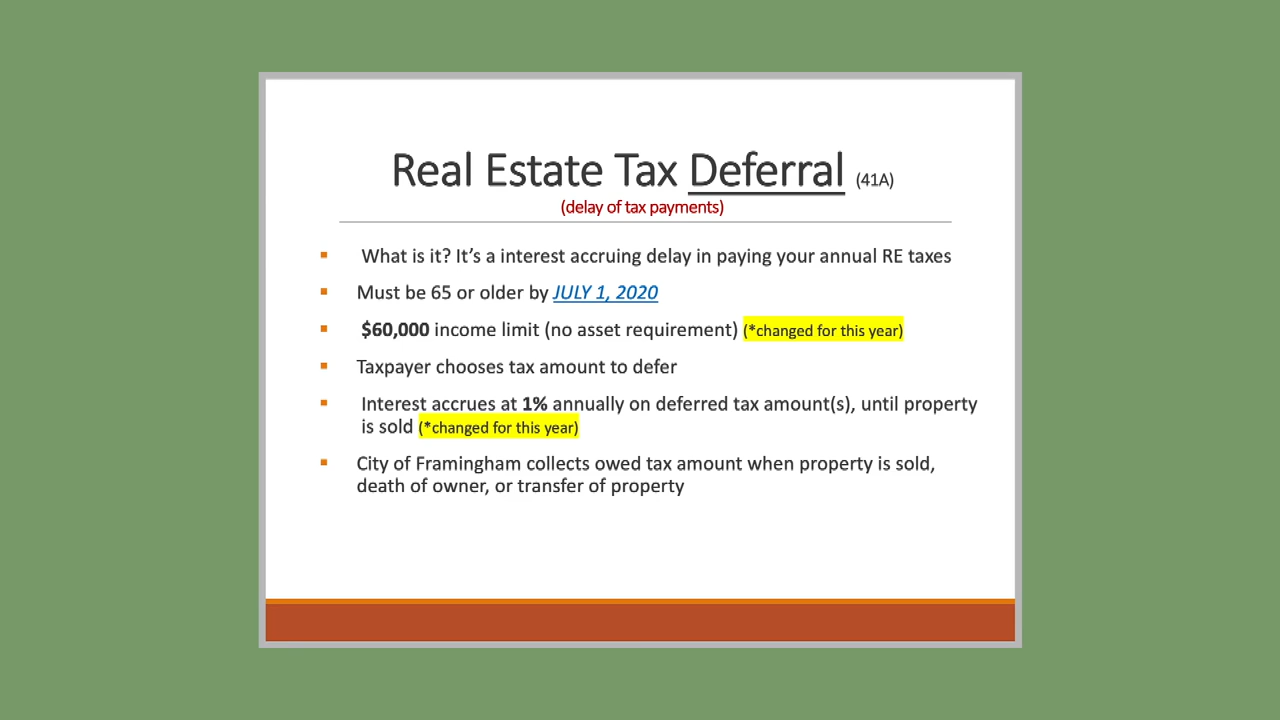 Real Estate Tax Deferral (41A)
(delay of tax payments)
▪ What is it? It’s a interest accruing delay in paying your annual RE taxes
▪ Must be 65 or older by JULY 1, 2020
▪ $60,000 income limit (no asset requirement) (*changed for this year)
▪ Taxpayer chooses tax amount to defer
▪ Interest accrues at 1% annually on deferred tax amount(s), until property
is sold (*changed for this year)
▪ City of Framingham collects owed tax amount when property is sold,
death of owner, or transfer of property